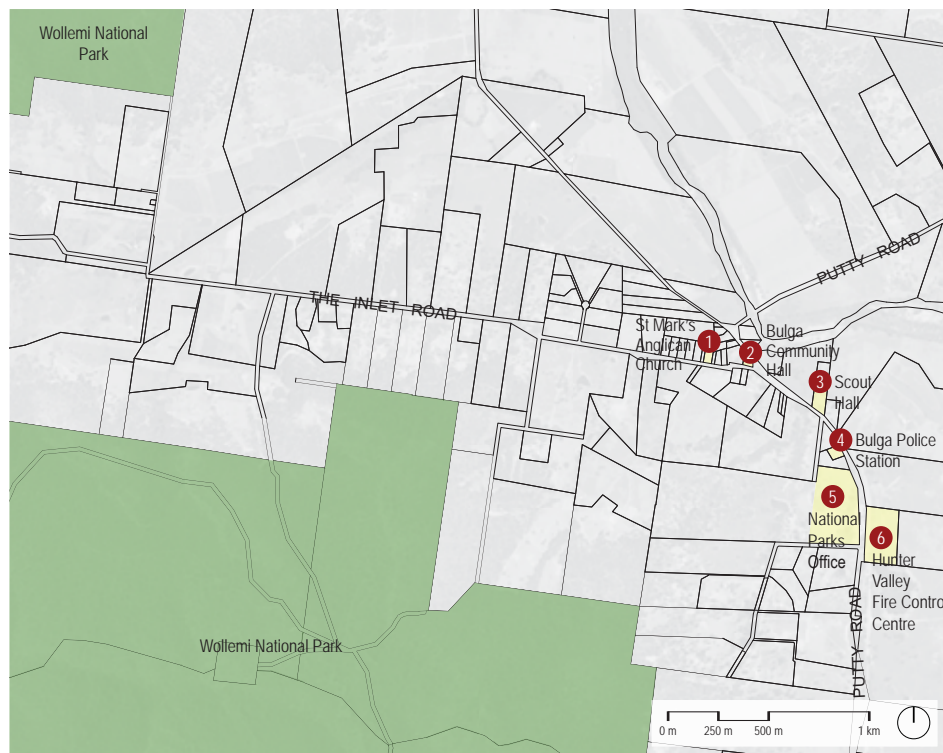 Wollemi National
Park
PUTTY ROAD
THE INLET ROAD
St Mark's
Anglican
Church
1
2
Bulga
Community
Hall
3
Scout
Hall
4
Bulga Police
Station
5
National
Parks
Office
6
Hunter
Valley
Fire Contro
Centre
PUTTY ROAD
Wollemi National Park
0 m
250 m
500 m
1 km